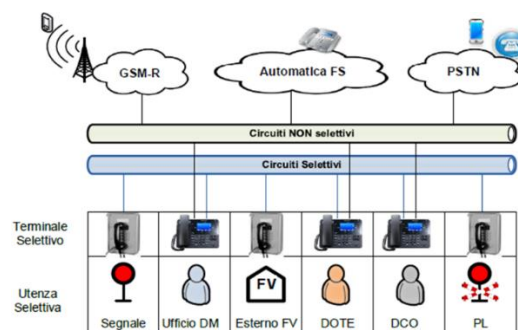 GSM-R
Automatica FS
PSTN
Circuiti NON selettivi
Circuiti Selettivi
Terminale
Selettivo
Utenza
Selettiva
FV
Segnale
Ufficio DM
Esterno FV
DOTE
DCO
PL